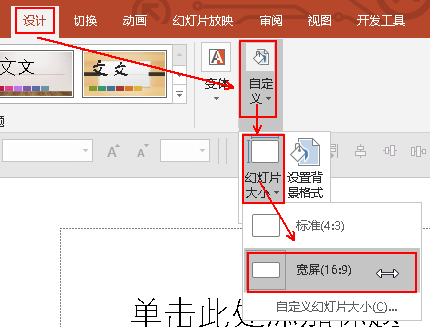 设计 切换 动画 幻灯片放映 审阅 视图 开发工具
文文 文文
变体 自定义
A A
幻灯片大小 设置背景格式
标准(4:3)
宽屏(16:9)
自定义幻灯片大小(C)...
单击此处添加标题